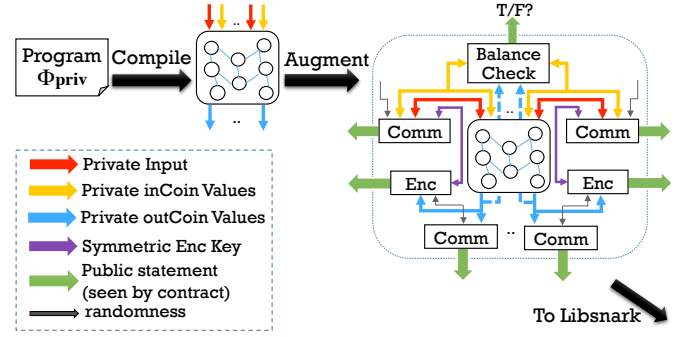 T/F?
Program
Φpriv
Compile
Augment
..
..
Balance
Check
..
Comm
Comm
Enc
Enc
Comm
..
Comm
Private Input
Private inCoin Values
Private outCoin Values
Symmetric Enc Key
Public statement
(seen by contract)
randomness
To Libsnark